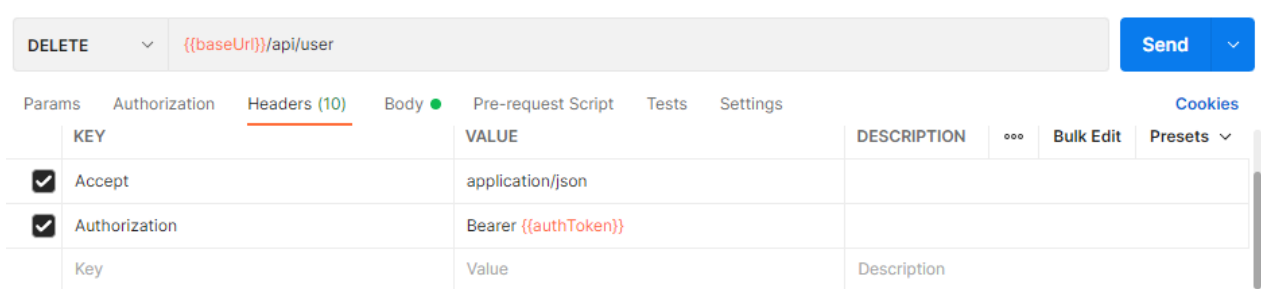 DELETE {{baseUrl}}/api/user Send
Params Authorization Headers (10) Body Pre-request Script Tests Settings Cookies
KEY VALUE DESCRIPTION ooo Bulk Edit Presets
Accept application/json
Authorization Bearer {{authToken}}
Key Value Description